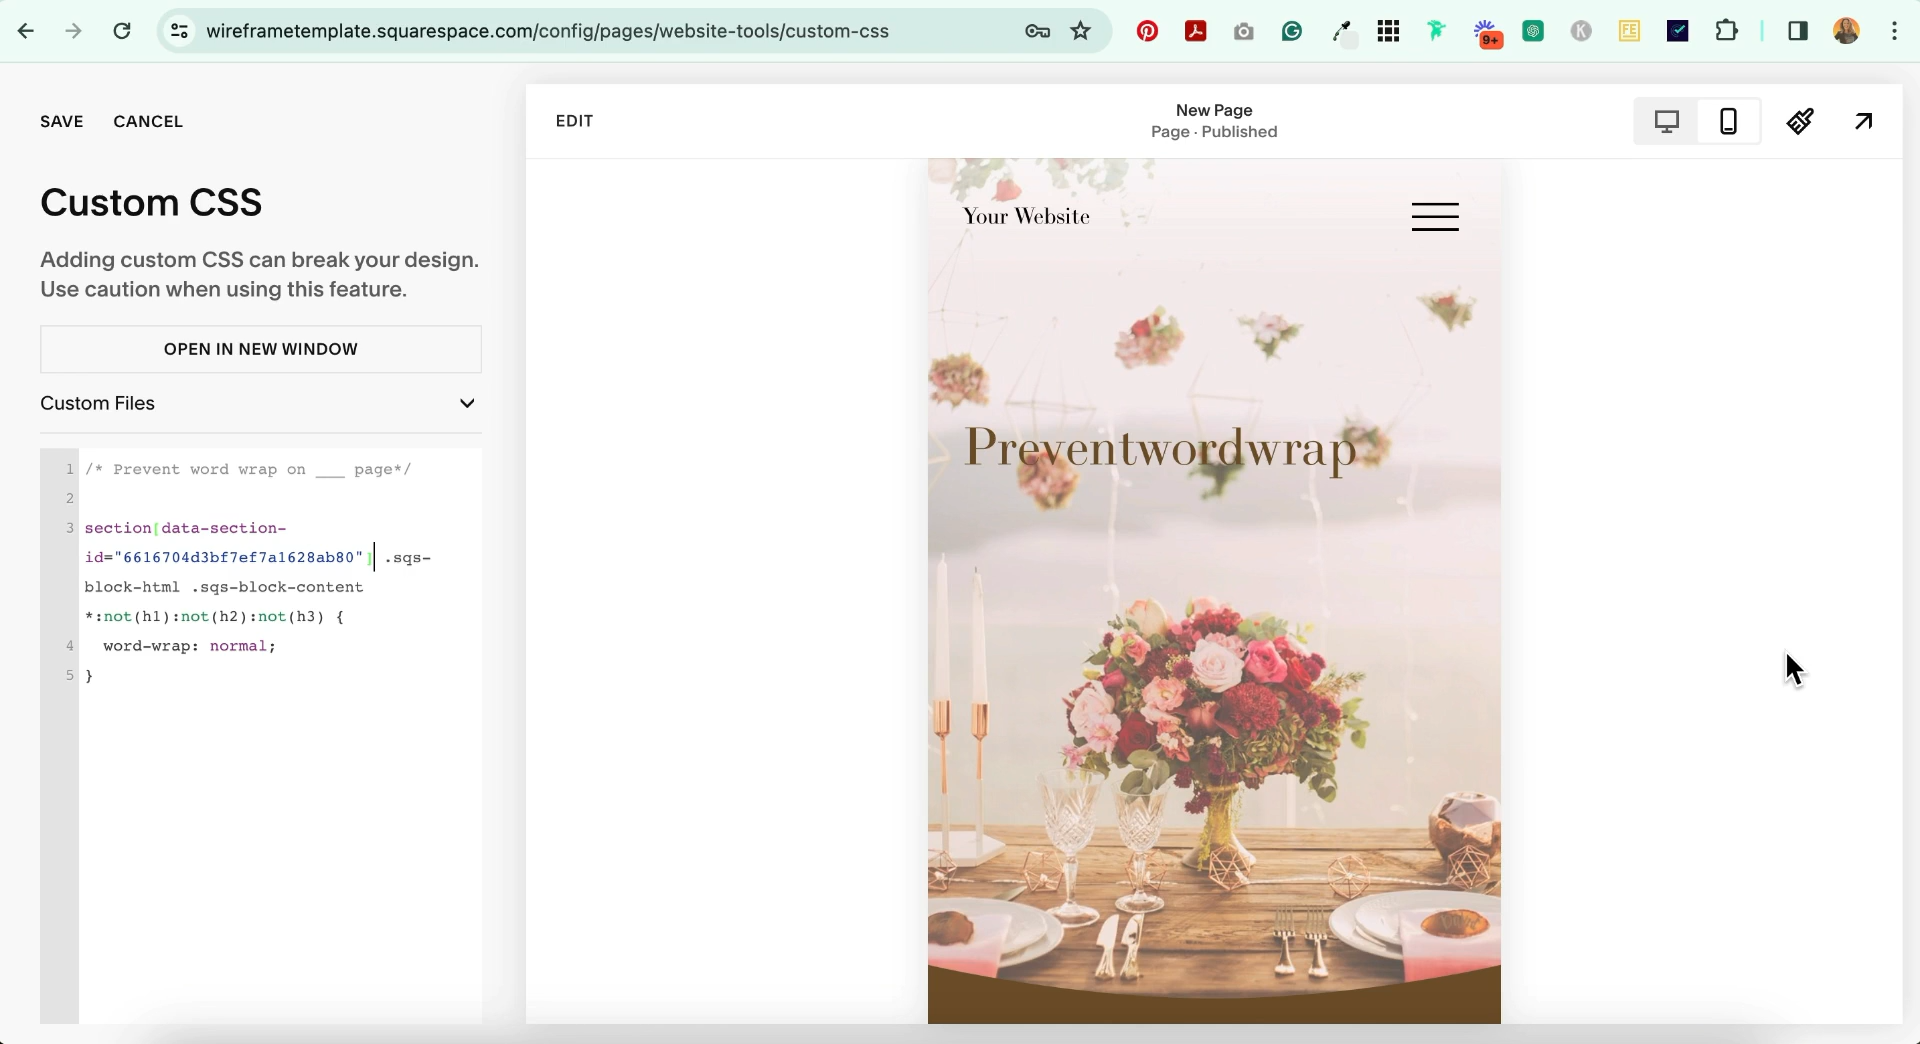 wireframetemplate.squarespace.com/config/pages/website-tools/custom-css
9+
K
FE
SAVE CANCEL
EDIT
New Page
Page · Published
Custom CSS
Adding custom CSS can break your design.
Use caution when using this feature.
OPEN IN NEW WINDOW
Custom Files
1 /* Prevent word wrap on ___ page*/
2
3 section[data-section-
id="6616704d3bf7ef7a1628ab80"] .sqs-
block-html .sqs-block-content
*:not(h1):not(h2):not(h3) {
4 word-wrap: normal;
5 }
Your Website
Preventwordwrap